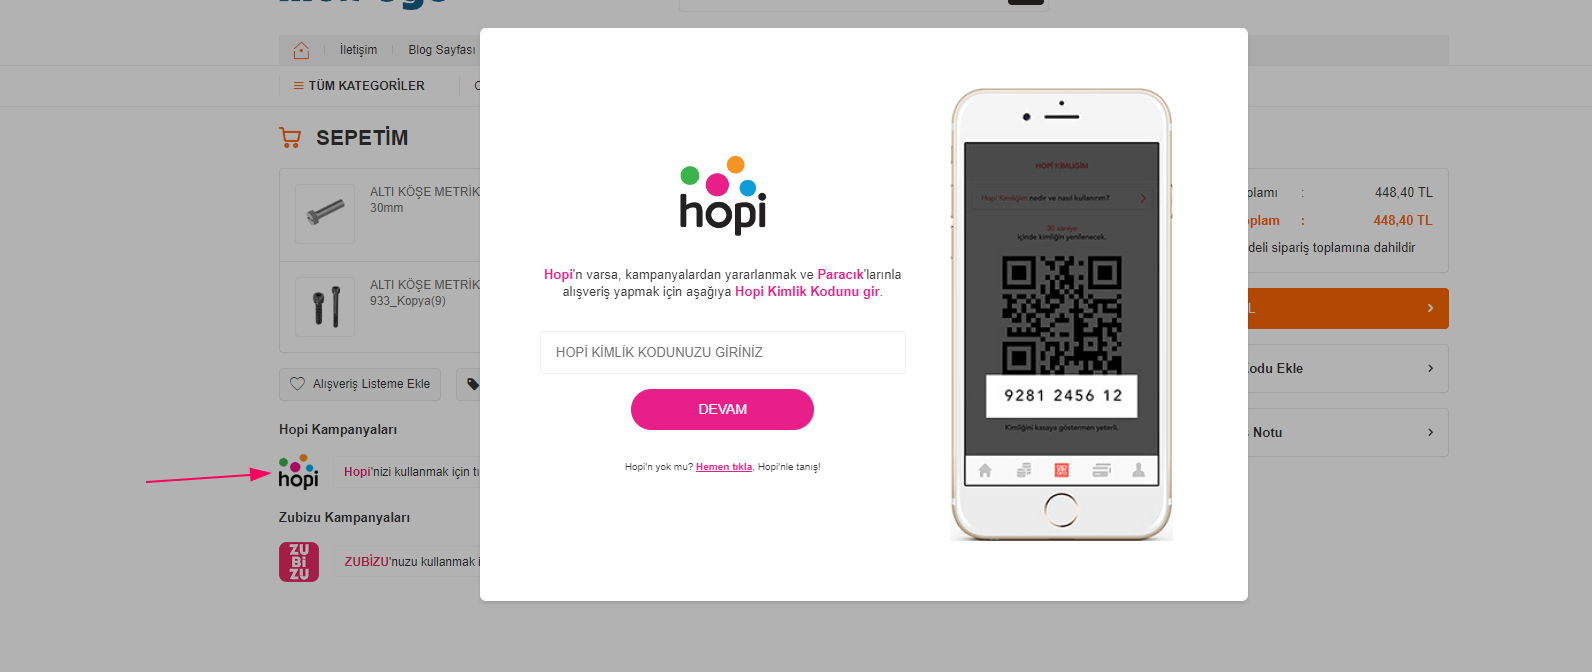 İletişim
Blog Sayfası
TÜM KATEGORİLER
SEPETİM
ALTI KÖŞE METRİK
30mm
ALTI KÖŞE METRİK
933_Kopya(9)
Alışveriş Listeme Ekle
Hopi Kampanyaları
hopi
Hopi'nizi kullanmak için
Zubizu Kampanyaları
ZU
Bİ
ZU
ZUBİZU'nuzu kullanmak
hopi
Hopi'n varsa, kampanyalardan yararlanmak ve Paracık'larınla
alışveriş yapmak için aşağıya Hopi Kimlik Kodunu gir.
HOPİ KİMLİK KODUNUZU GİRİNİZ
DEVAM
Hopi'n yok mu? Hemen tıkla, Hopi'nle tanış!
HOPİ KİMLİĞİM
Hopi Kimliğini nedir ve nasıl kullanırım?
30 saniye
içinde kimliğin yenilenecek.
9281 2456 12
Kimliğini kasaya göstermen yeterli.
plamı : 448,40 TL
plam : 448,40 TL
deli sipariş toplamına dahildir
L
odu Ekle
Notu